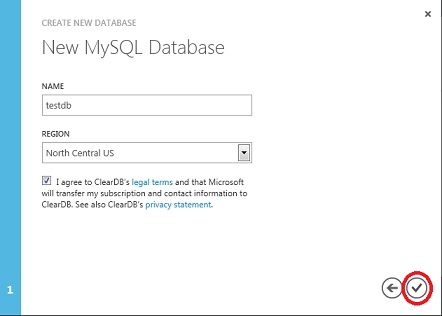 CREATE NEW DATABASE
New MySQL Database
NAME
testdb
REGION
North Central US
I agree to ClearDB's legal terms and that Microsoft
will transfer my subscription and contact information to
ClearDB. See also ClearDB's privacy statement.
1